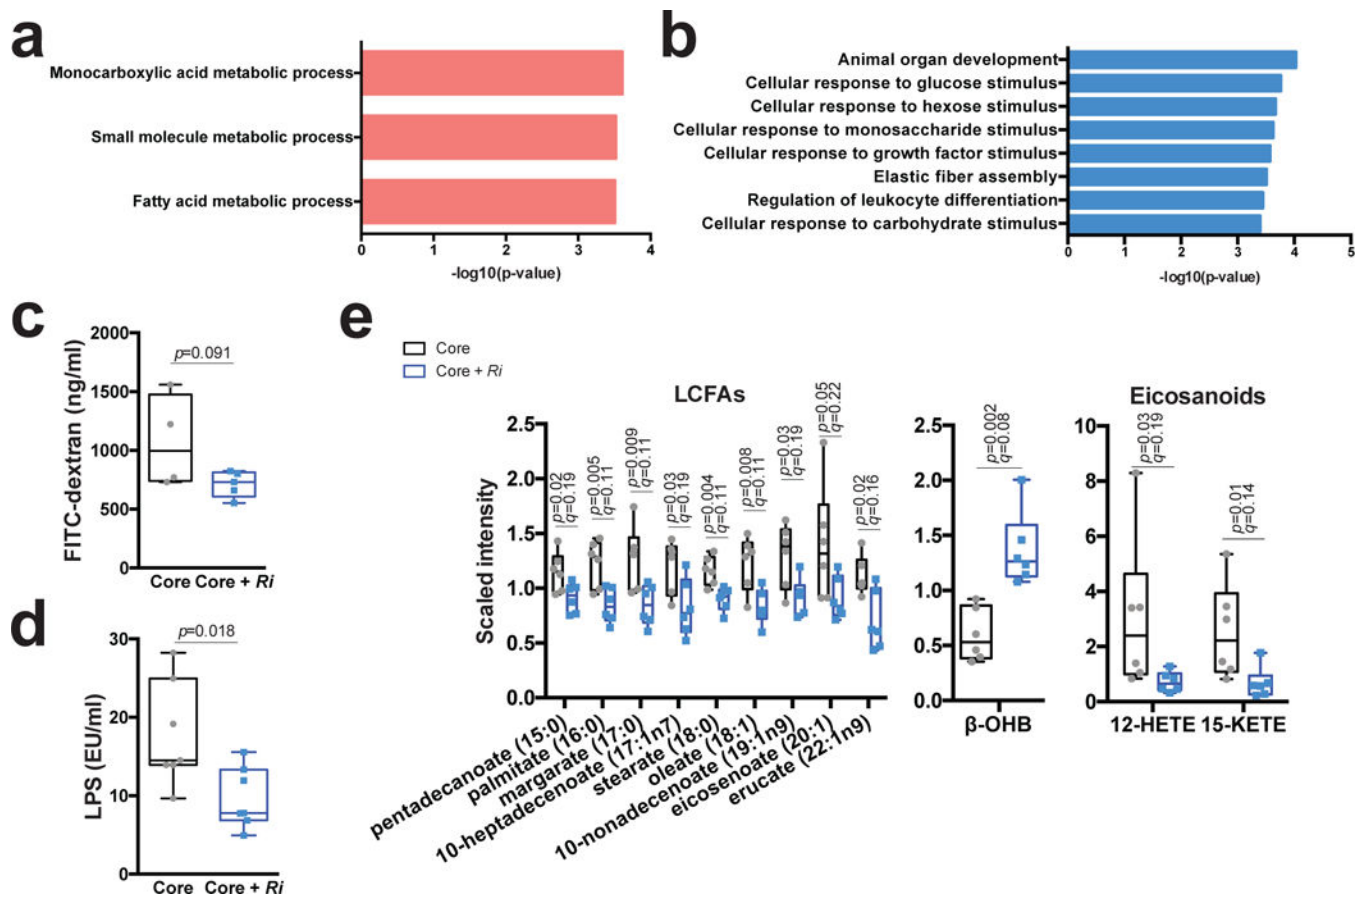 a
Monocarboxylic acid metabolic process
Small molecule metabolic process
Fatty acid metabolic process
0 1 2 3 4
-log10(p-value)
b
Animal organ development
Cellular response to glucose stimulus
Cellular response to hexose stimulus
Cellular response to monosaccharide stimulus
Cellular response to growth factor stimulus
Elastic fiber assembly
Regulation of leukocyte differentiation
Cellular response to carbohydrate stimulus
0 1 2 3 4 5
-log10(p-value)
c
FITC-dextran (ng/ml)
2000
1500
1000
500
0
p=0.091
Core Core + Ri
d
LPS (EU/ml)
30
20
10
0
p=0.018
Core Core + Ri
e
Core
Core + Ri
LCFAs
Scaled intensity
2.5
2.0
1.5
1.0
0.5
0.0
p=0.02
q=0.19
p=0.005
q=0.11
p=0.009
q=0.11
p=0.03
q=0.19
p=0.004
q=0.11
p=0.008
q=0.11
p=0.03
q=0.19
p=0.05
q=0.22
p=0.02
q=0.16
pentadecanoate (15:0)
palmitate (16:0)
margarate (17:0)
10-heptadecenoate (17:1n7)
stearate (18:0)
oleate (18:1)
10-nonadecenoate (19:1n9)
eicosenoate (20:1)
erucate (22:1n9)
2.5
2.0
1.5
1.0
0.5
0.0
p=0.002
q=0.08
β-OHB
Eicosanoids
10
8
6
4
2
0
p=0.03
q=0.19
p=0.01
q=0.14
12-HETE 15-KETE